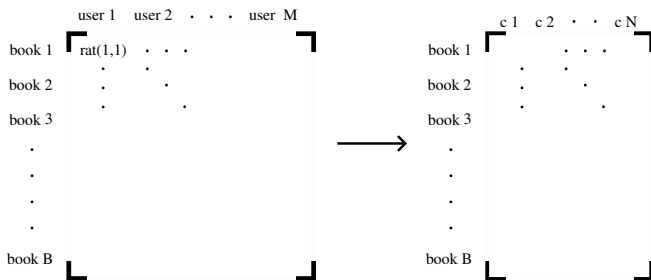 user 1 user 2 · · · user M
c 1 c 2 · · c N
book 1 rat(1,1) · · ·
book 2
book 3
book B
book 1 · · ·
book 2
book 3
book B